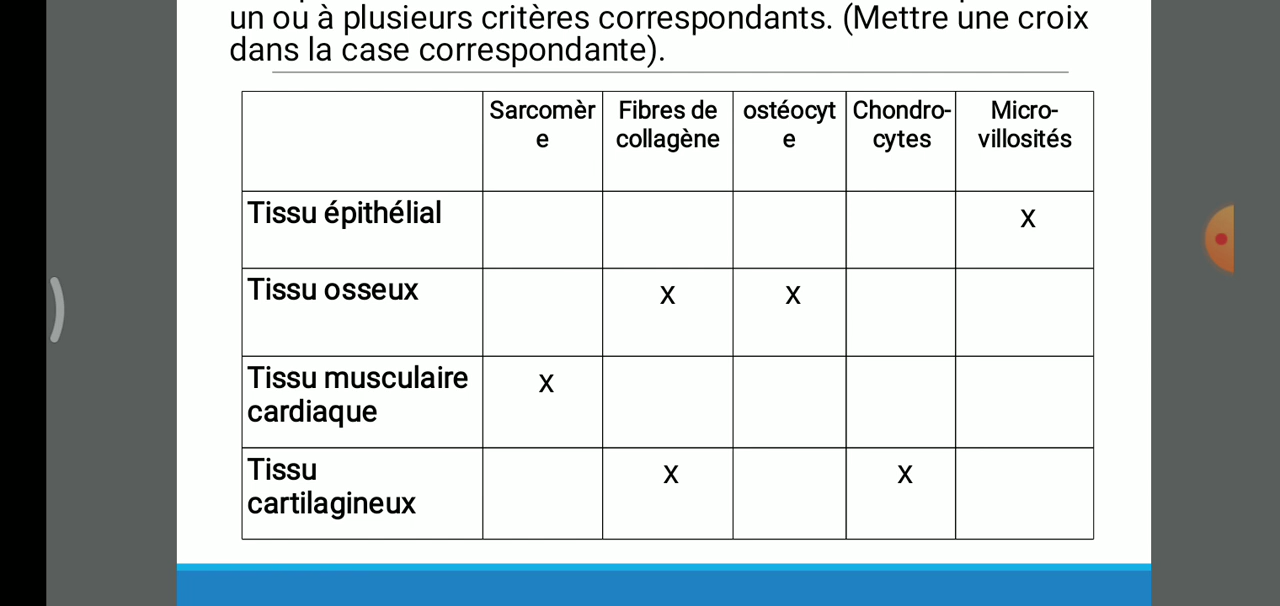 un ou à plusieurs critères correspondants. (Mettre une croix
dans la case correspondante).
Sarcomèr
e
Fibres de
collagène
ostéocyt
e
Chondro-
cytes
Micro-
villosités
Tissu épithélial
X
Tissu osseux
X
X
Tissu musculaire
cardiaque
X
Tissu
cartilagineux
X
X